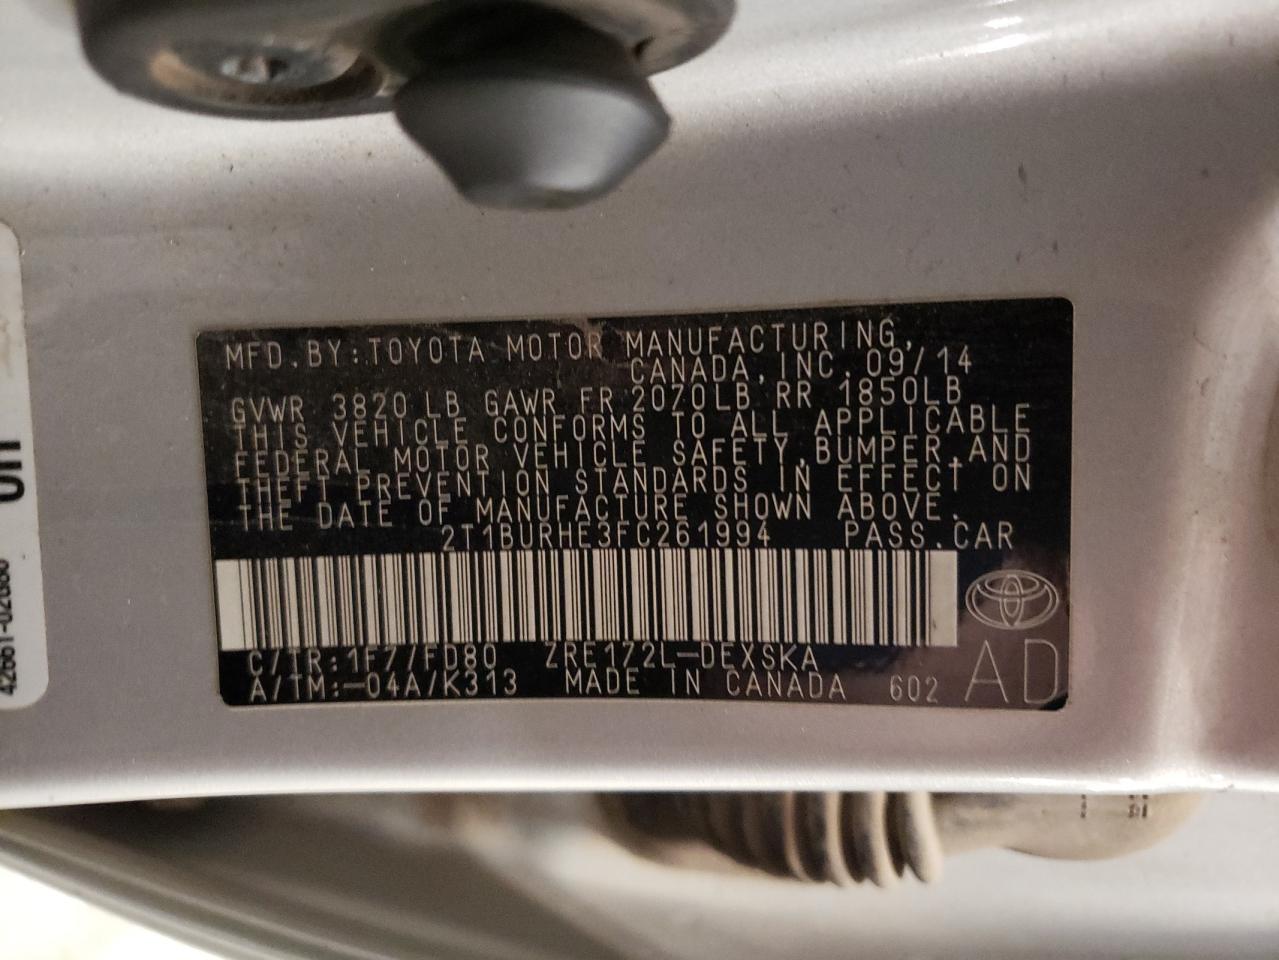 MFD. BY: TOYOTA MOTOR MANUFACTURING,
CANADA, INC. 09/14
GVWR 3820 LB GAWR FR 2070LB RR 1850LB
THIS VEHICLE CONFORMS TO ALL APPLICABLE
FEDERAL MOTOR VEHICLE SAFETY, BUMPER, AND
THEFT PREVENTION STANDARDS IN EFFECT ON
THE DATE OF MANUFACTURE SHOWN ABOVE.
2T1BURHE3FC261994 PASS. CAR
C/TR: 1F7/FD80 ZRE172L-DEXSKA
A/TM: -04A/K313 MADE IN CANADA 602 AD